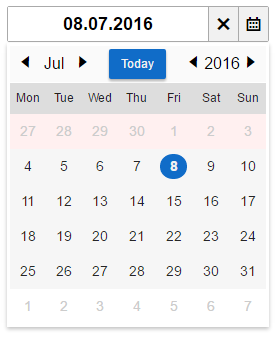 08.07.2016
Jul Today 2016
Mon Tue Wed Thu Fri Sat Sun
27 28 29 30 1 2 3
4 5 6 7 8 9 10
11 12 13 14 15 16 17
18 19 20 21 22 23 24
25 26 27 28 29 30 31
1 2 3 4 5 6 7